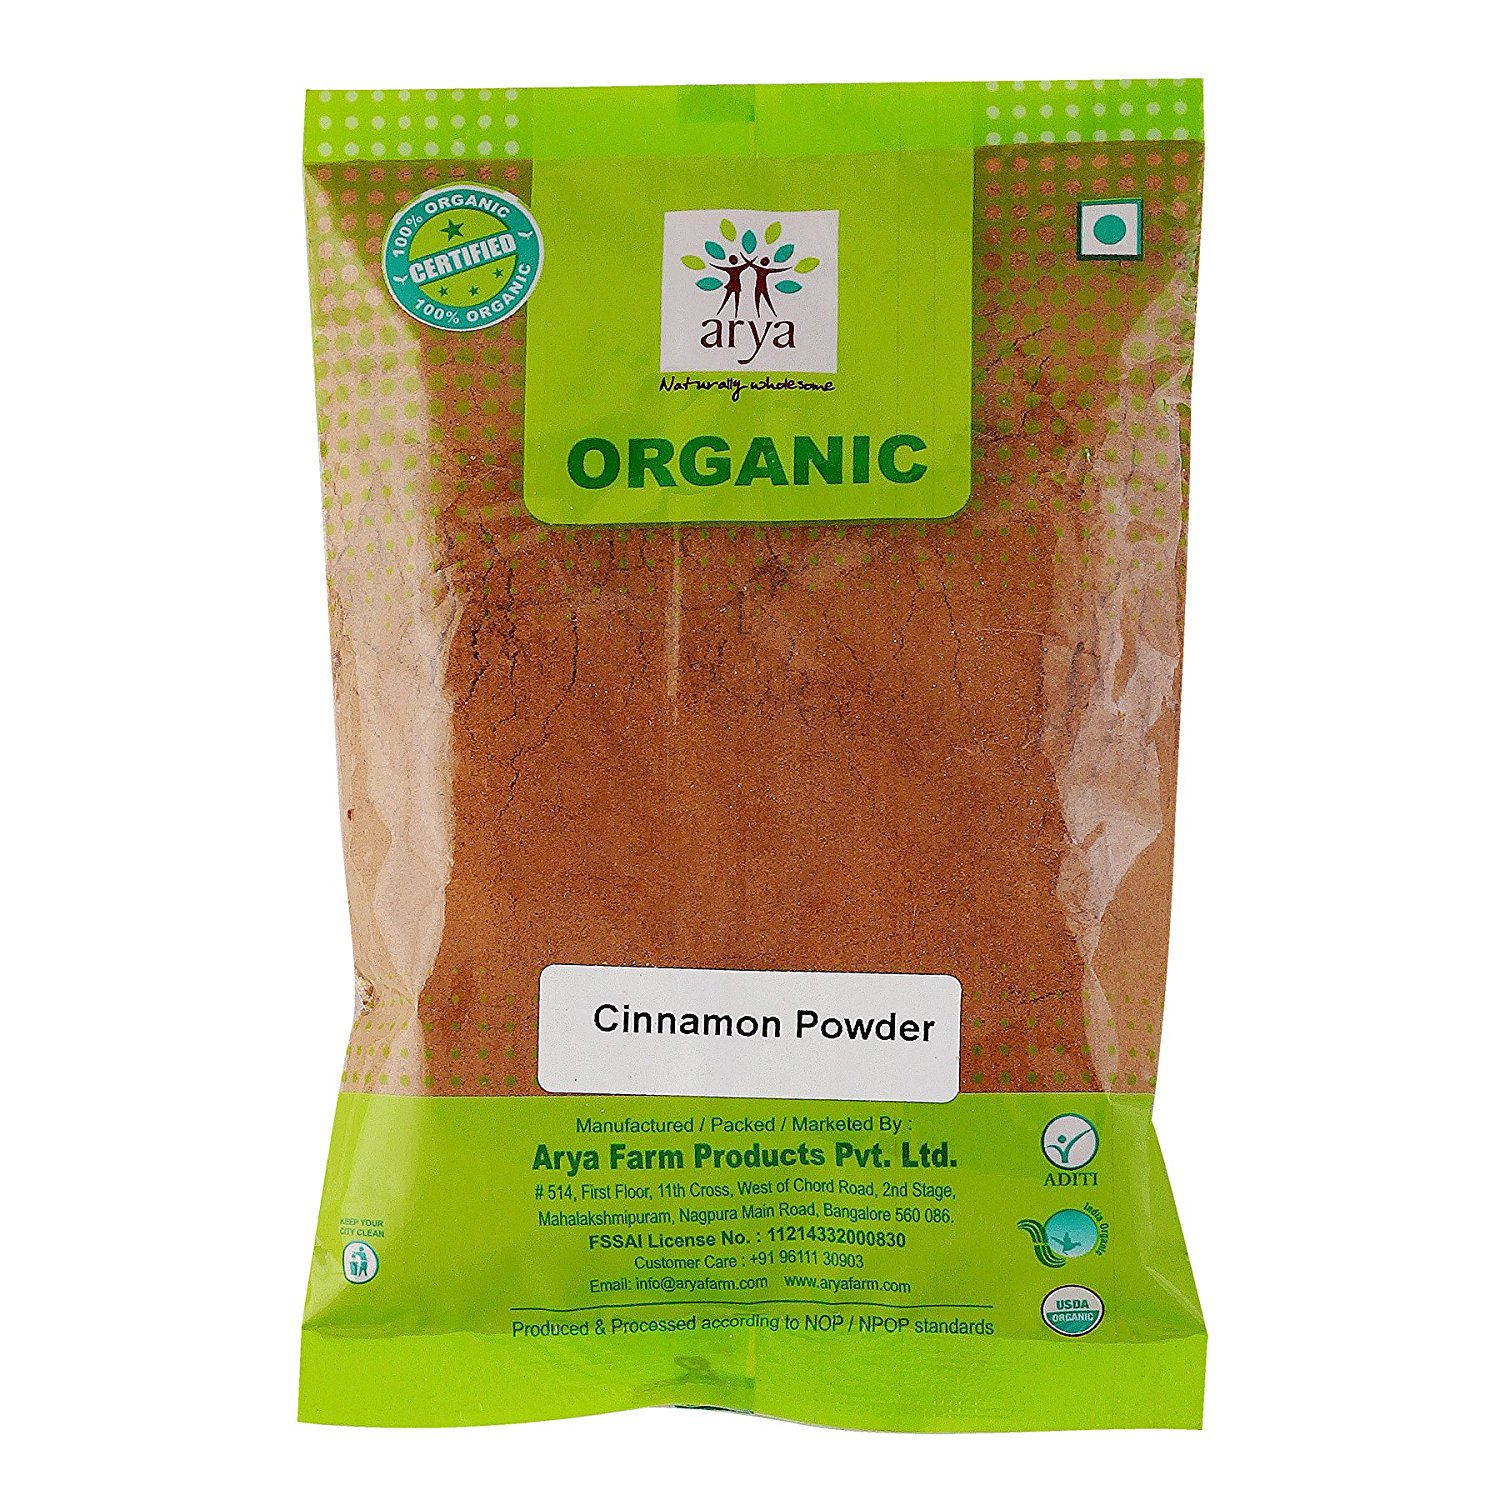 100% ORGANIC
CERTIFIED
100% ORGANIC
arya
Naturally wholesome
ORGANIC
Cinnamon Powder
Manufactured / Packed / Marketed By :
Arya Farm Products Pvt. Ltd.
# 514, First Floor, 11th Cross, West of Chord Road, 2nd Stage,
Mahalakshmipuram, Nagpura Main Road, Bangalore 560 086.
FSSAI License No. : 11214332000830
Customer Care : +91 96111 30903
Email: info@aryafarm.com www.aryafarm.com
Produced & Processed according to NOP / NPOP standards
KEEP YOUR
CITY CLEAN
ADITI
India Organic
USDA
ORGANIC